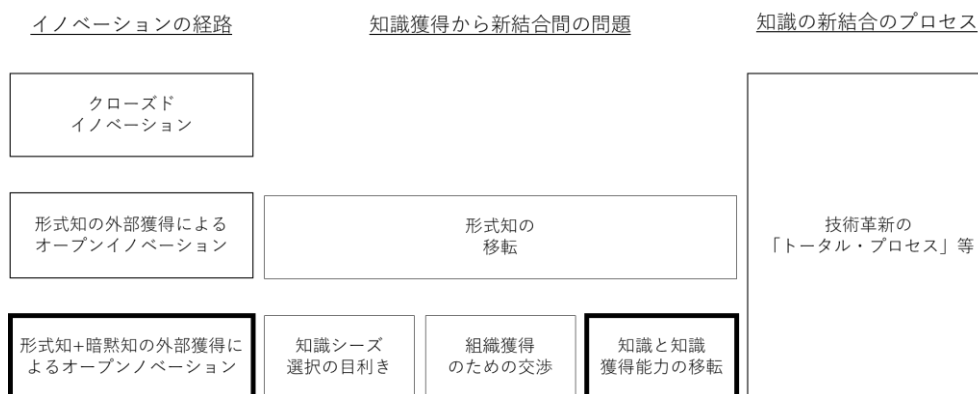 イノベーションの経路
知識獲得から新結合間の問題
知識の新結合のプロセス
クローズド
イノベーション
形式知の外部獲得による
オープンイノベーション
形式知の
移転
技術革新の
「トータル・プロセス」等
形式知+暗黙知の外部獲得に
よるオープンノベーション
知識シーズ
選択の目利き
組織獲得
のための交渉
知識と知識
獲得能力の移転